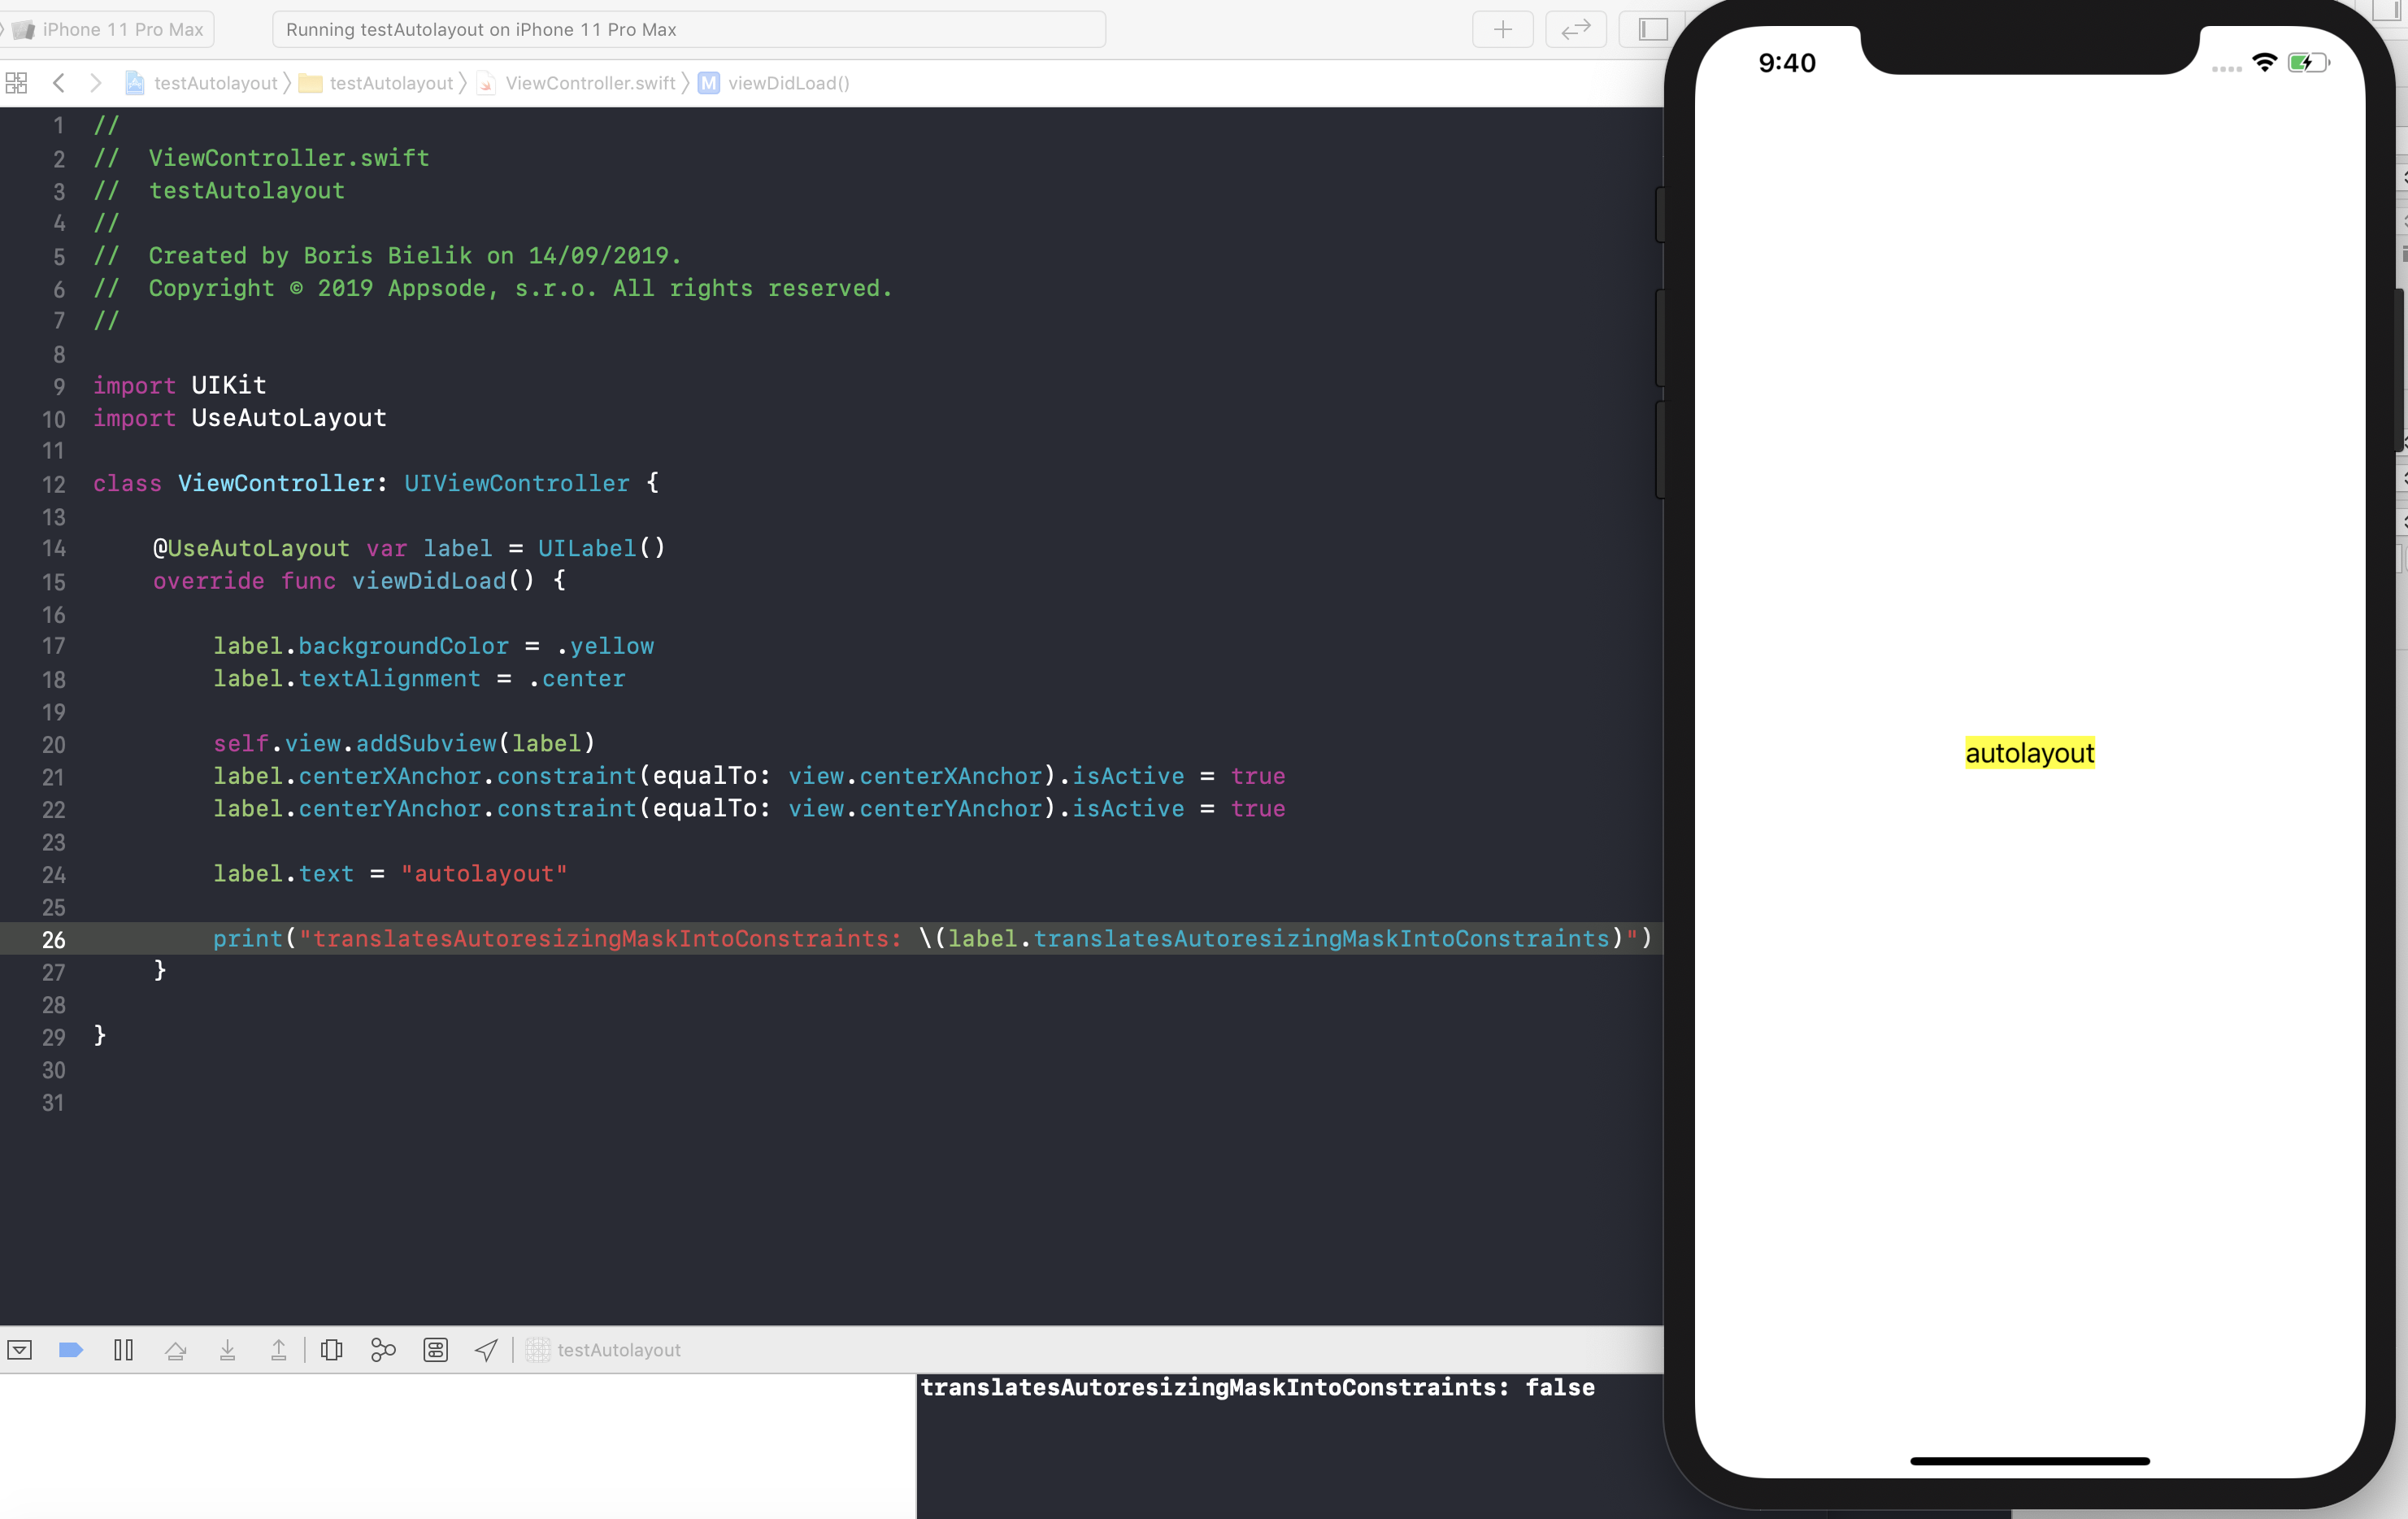 iPhone 11 Pro Max
Running testAutolayout on iPhone 11 Pro Max
testAutolayout testAutolayout ViewController.swift M viewDidLoad()
1 //
2 //  ViewController.swift
3 //  testAutolayout
4 //
5 //  Created by Boris Bielik on 14/09/2019.
6 //  Copyright © 2019 Appsode, s.r.o. All rights reserved.
7 //
8
9 import UIKit
10 import UseAutoLayout
11
12 class ViewController: UIViewController {
13
14     @UseAutoLayout var label = UILabel()
15     override func viewDidLoad() {
16
17         label.backgroundColor = .yellow
18         label.textAlignment = .center
19
20         self.view.addSubview(label)
21         label.centerXAnchor.constraint(equalTo: view.centerXAnchor).isActive = true
22         label.centerYAnchor.constraint(equalTo: view.centerYAnchor).isActive = true
23
24         label.text = "autolayout"
25
26         print("translatesAutoresizingMaskIntoConstraints: \(label.translatesAutoresizingMaskIntoConstraints)")
27     }
28
29 }
30
31
testAutolayout
translatesAutoresizingMaskIntoConstraints: false
9:40
autolayout